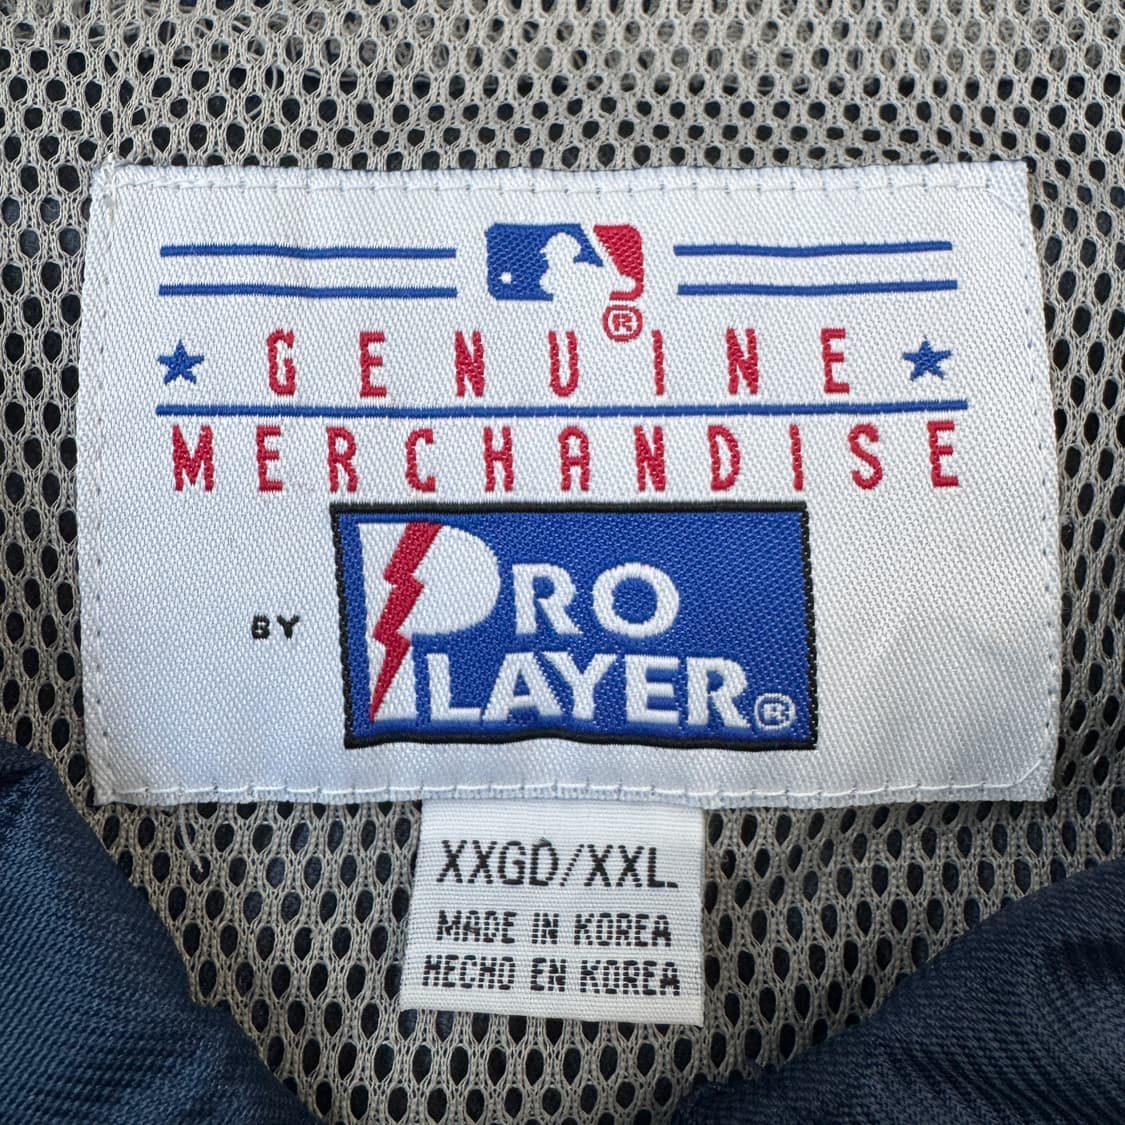 ®
GENUINE
MERCHANDISE
BY
PRO
PLAYER®
XXGD/XXL
MADE IN KOREA
HECHO EN KOREA